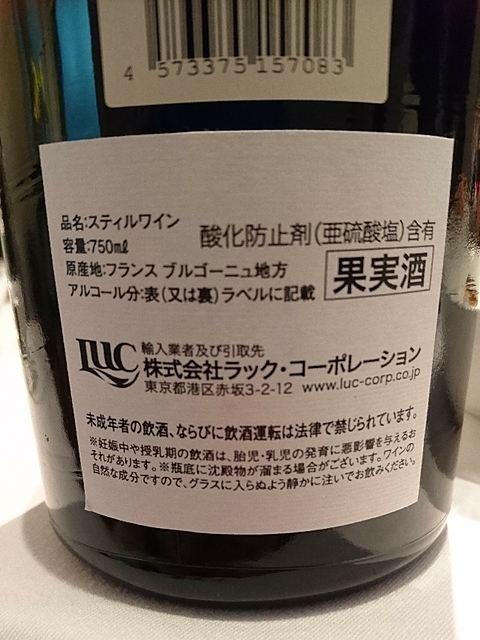 4 573375 157083
品名:スティルワイン
容量:750㎖
酸化防止剤(亜硫酸塩)含有
原産地:フランス ブルゴーニュ地方
果実酒
アルコール分:表(又は裏)ラベルに記載
LUC
輸入業者及び引取先
株式会社ラック・コーポレーション
東京都港区赤坂3-2-12 www.luc-corp.co.jp
未成年者の飲酒、ならびに飲酒運転は法律で禁じられています。
※妊娠中や授乳期の飲酒は、胎児・乳児の発育に悪影響を与えるお
それがあります。※瓶底に沈殿物が溜まる場合がございます。ワインの
自然な成分ですので、グラスに入らぬよう静かに注いでお飲みください。